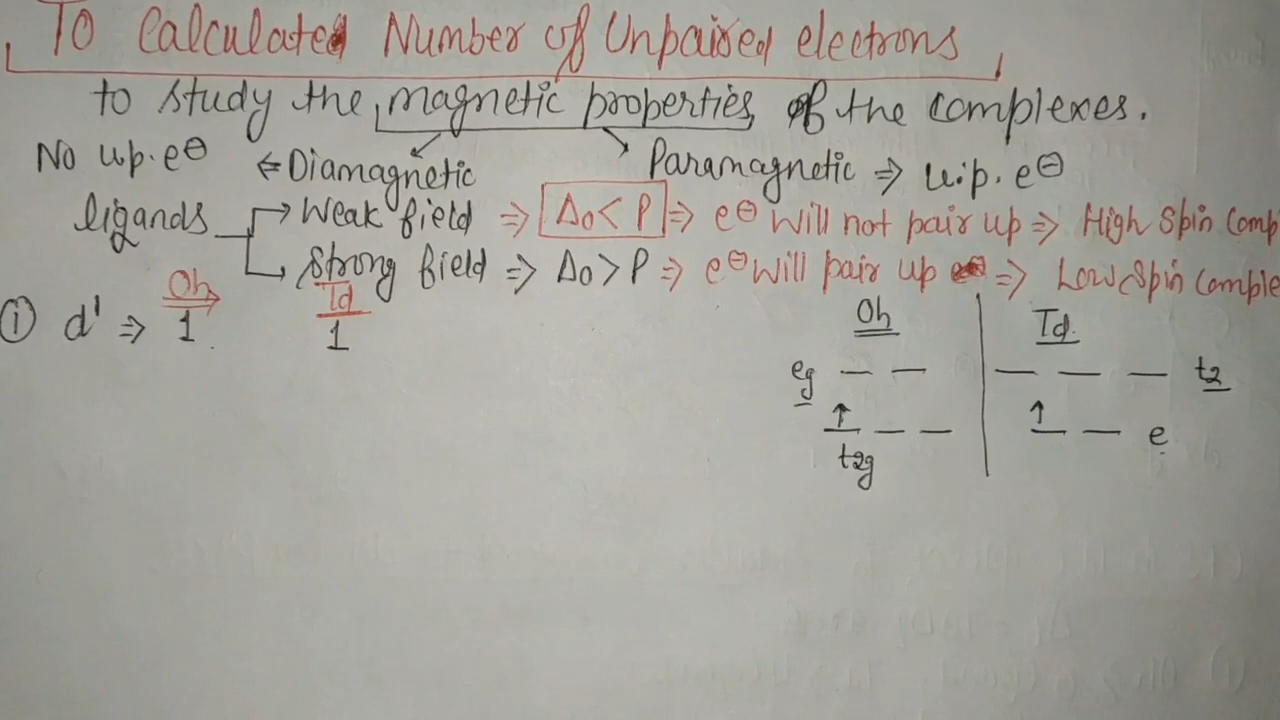 To Calculated Number of Unpaired electrons
to study the magnetic properties of the complexes.
No u.p. e⊖ ⇐ Diamagnetic Paramagnetic ⇒ u.p. e⊖
ligands → Weak field ⇒ Δo < P ⇒ e⊖ will not pair up ⇒ High Spin Comp
→ Strong field ⇒ Δo > P ⇒ e⊖ will pair up ⇒ Low Spin Comple
Oh Td
① d¹ ⇒ 1 1
Oh Td
eg t2
t2g e